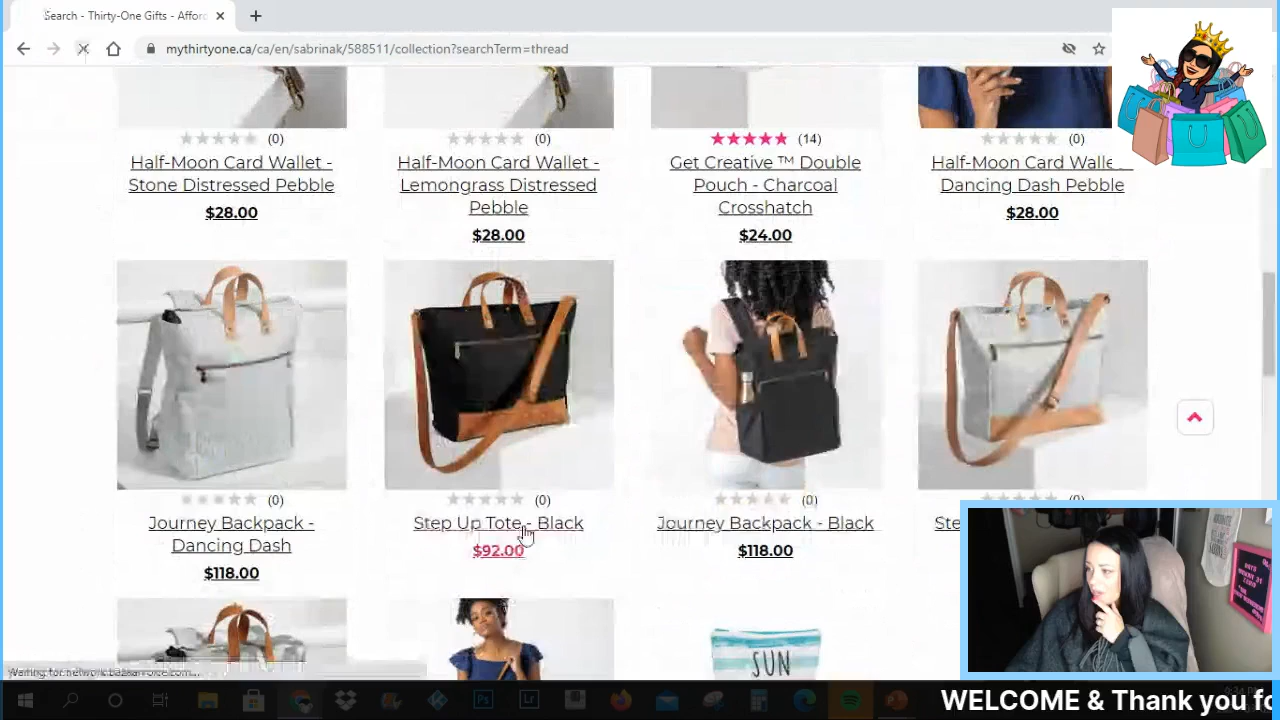 Search - Thirty-One Gifts - Affor
mythirtyone.ca/ca/en/sabrinak/588511/collection?searchTerm=thread
(0)
(0)
(14)
(0)
Half-Moon Card Wallet -
Stone Distressed Pebble
$28.00
Half-Moon Card Wallet -
Lemongrass Distressed
Pebble
$28.00
Get Creative ™ Double
Pouch - Charcoal
Crosshatch
$24.00
Half-Moon Card Walle
Dancing Dash Pebble
$28.00
(0)
(0)
(0)
(0)
Journey Backpack -
Dancing Dash
$118.00
Step Up Tote - Black
$92.00
Journey Backpack - Black
$118.00
Ste
SUN
WELCOME & Thank you fo